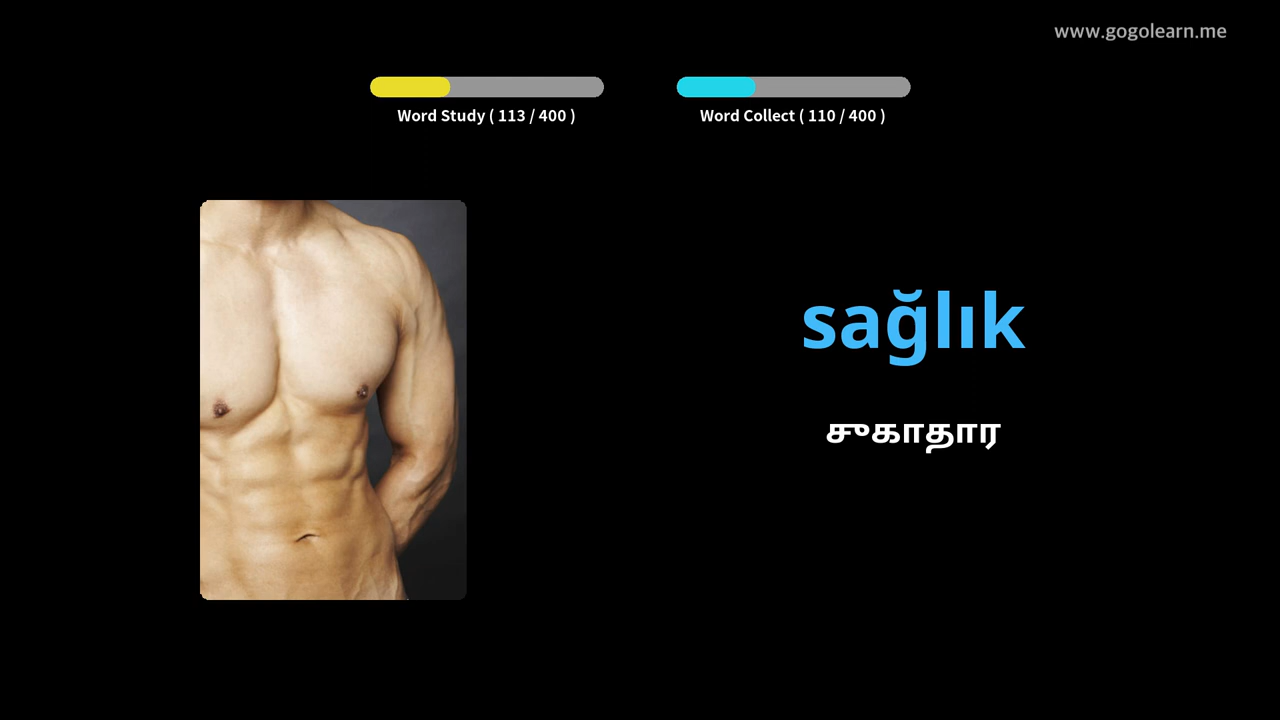 www.gogolearn.me
Word Study ( 113 / 400 )
Word Collect ( 110 / 400 )
sağlık
சுகாதார